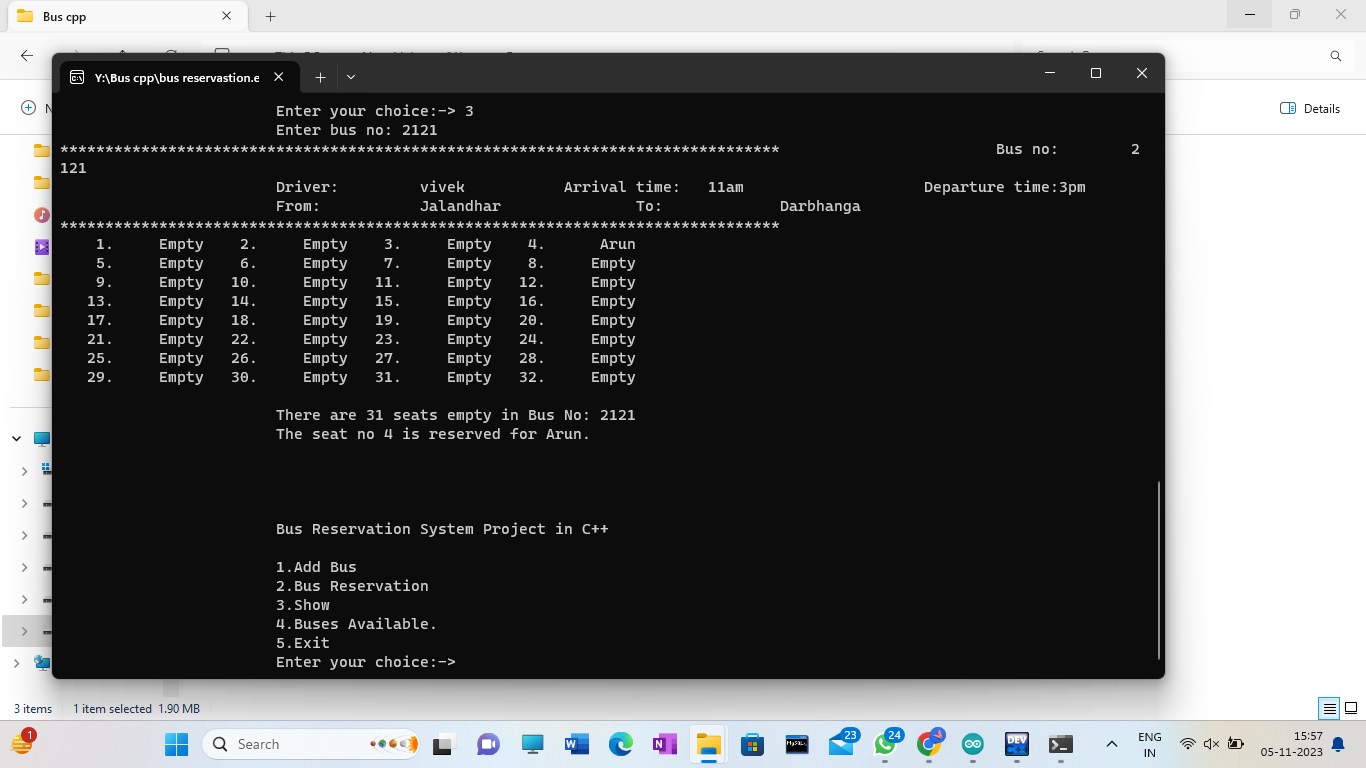 Bus cpp
Y:\Bus cpp\bus reservastion.e
Enter your choice:-> 3
Enter bus no: 2121
******************************************************************************** Bus no: 2
121
Driver: vivek Arrival time: 11am Departure time:3pm
From: Jalandhar To: Darbhanga
********************************************************************************
1. Empty 2. Empty 3. Empty 4. Arun
5. Empty 6. Empty 7. Empty 8. Empty
9. Empty 10. Empty 11. Empty 12. Empty
13. Empty 14. Empty 15. Empty 16. Empty
17. Empty 18. Empty 19. Empty 20. Empty
21. Empty 22. Empty 23. Empty 24. Empty
25. Empty 26. Empty 27. Empty 28. Empty
29. Empty 30. Empty 31. Empty 32. Empty
There are 31 seats empty in Bus No: 2121
The seat no 4 is reserved for Arun.
Bus Reservation System Project in C++
1.Add Bus
2.Bus Reservation
3.Show
4.Buses Available.
5.Exit
Enter your choice:->
Details
3 items 1 item selected 1.90 MB
1
Search
MySQL
23
24
DEV
ENG
IN
15:57
05-11-2023